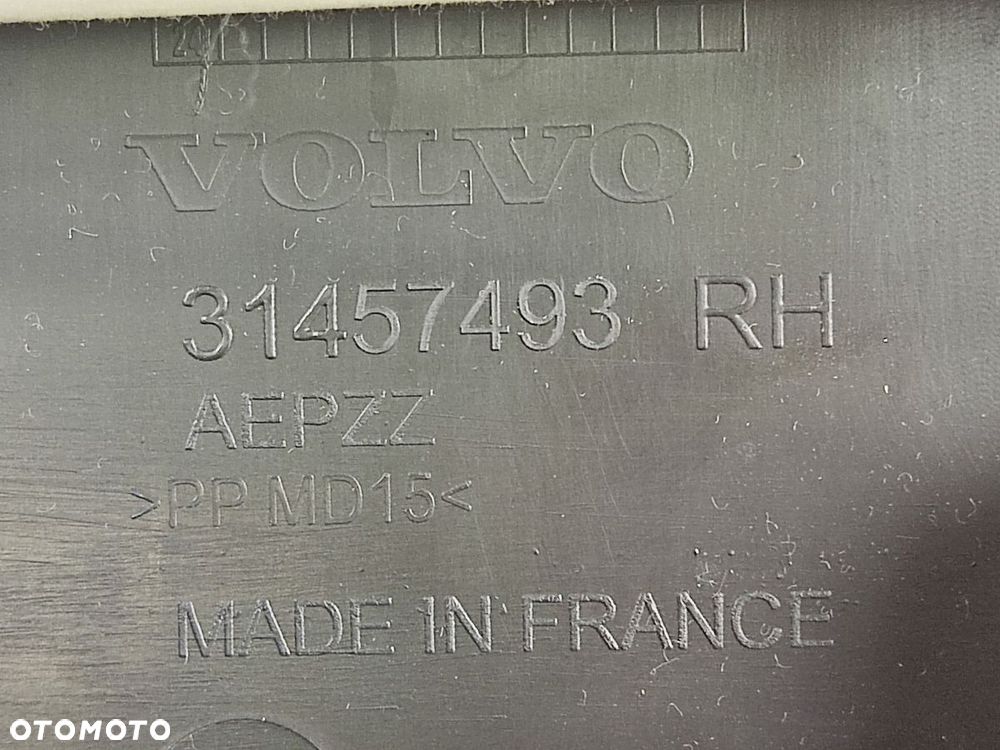 VOLVO
31457493 RH
AEPZZ
>PP MD15<
MADE IN FRANCE
OTOMOTO